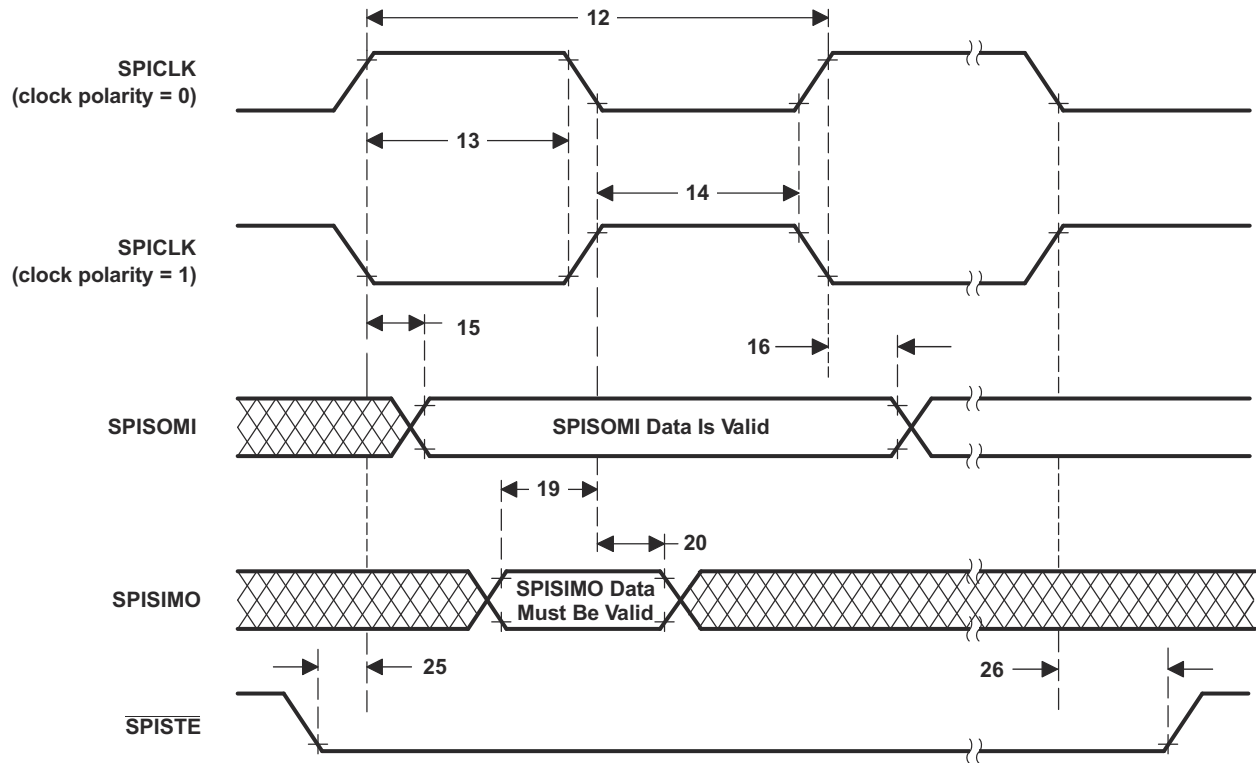 12
SPICLK
(clock polarity = 0)
13
14
SPICLK
(clock polarity = 1)
15
16
SPISOMI
SPISOMI Data Is Valid
19
20
SPISIMO
SPISIMO Data
Must Be Valid
25
26
SPISTE